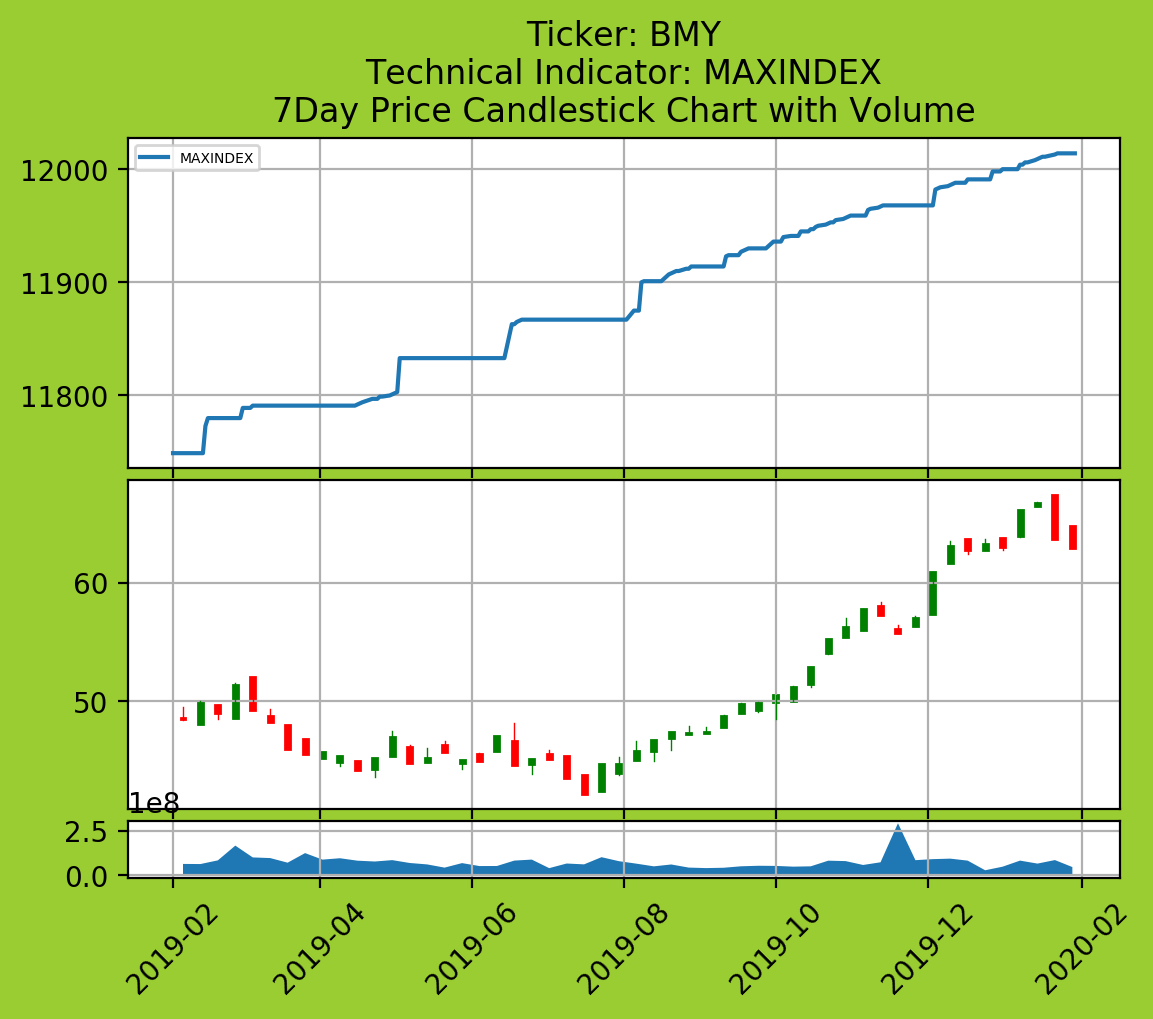 Ticker: BMY
Technical Indicator: MAXINDEX
7Day Price Candlestick Chart with Volume
MAXINDEX
12000
11900
11800
60
50
1e8
2.5
0.0
2019-02
2019-04
2019-06
2019-08
2019-10
2019-12
2020-02